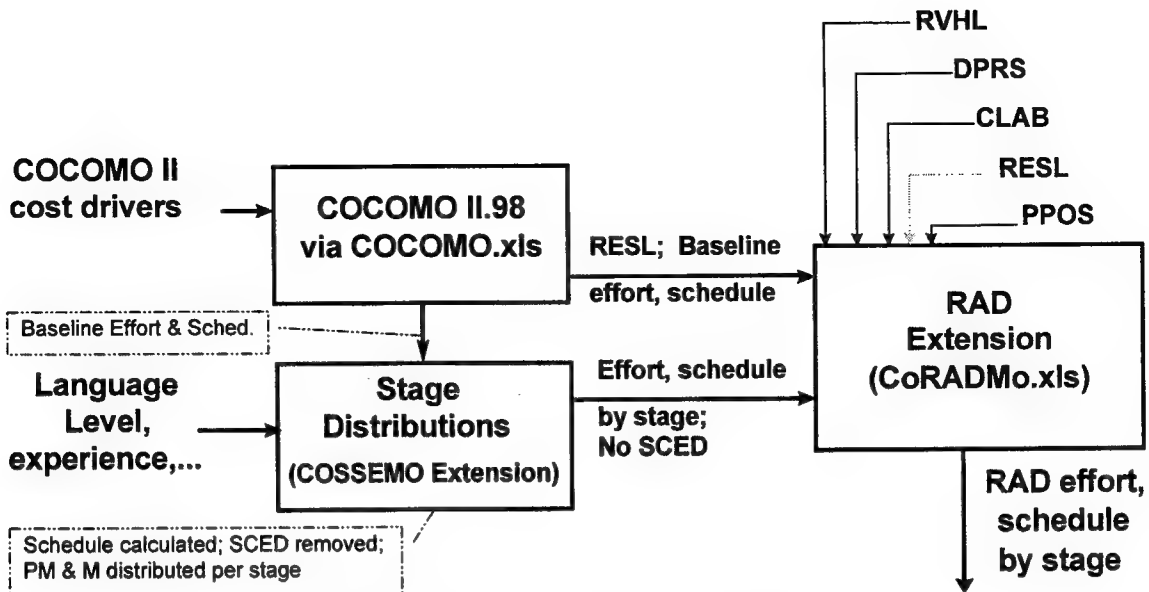 RVHL
DPRS
CLAB
RESL
PPOS
COCOMO II
cost drivers
COCOMO II.98
via COCOMO.xls
RESL; Baseline
effort, schedule
RAD
Extension
(CoRADMo.xls)
Baseline Effort & Sched.
Language
Level,
experience,...
Stage
Distributions
(COSSEMO Extension)
Effort, schedule
by stage;
No SCED
RAD effort,
schedule
by stage
Schedule calculated; SCED removed;
PM & M distributed per stage